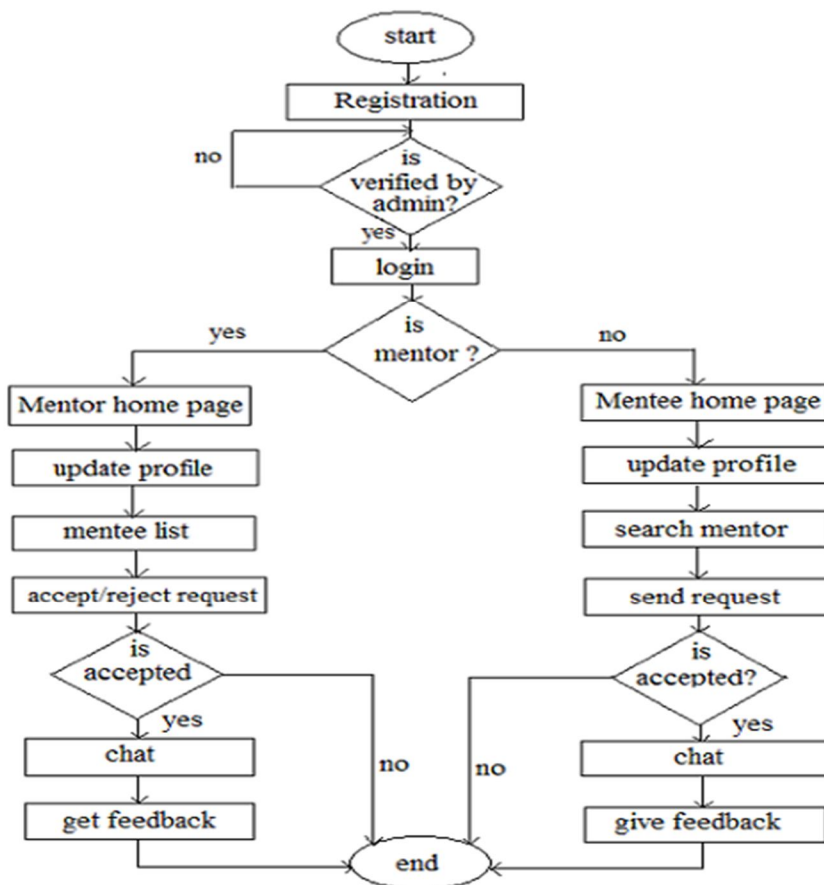 start
Registration
no
is
verified by
admin?
yes
login
yes
is
mentor ?
no
Mentor home page
update profile
mentee list
accept/reject request
is
accepted
yes
chat
no
get feedback
Mentee home page
update profile
search mentor
send request
is
accepted?
yes
chat
no
give feedback
end